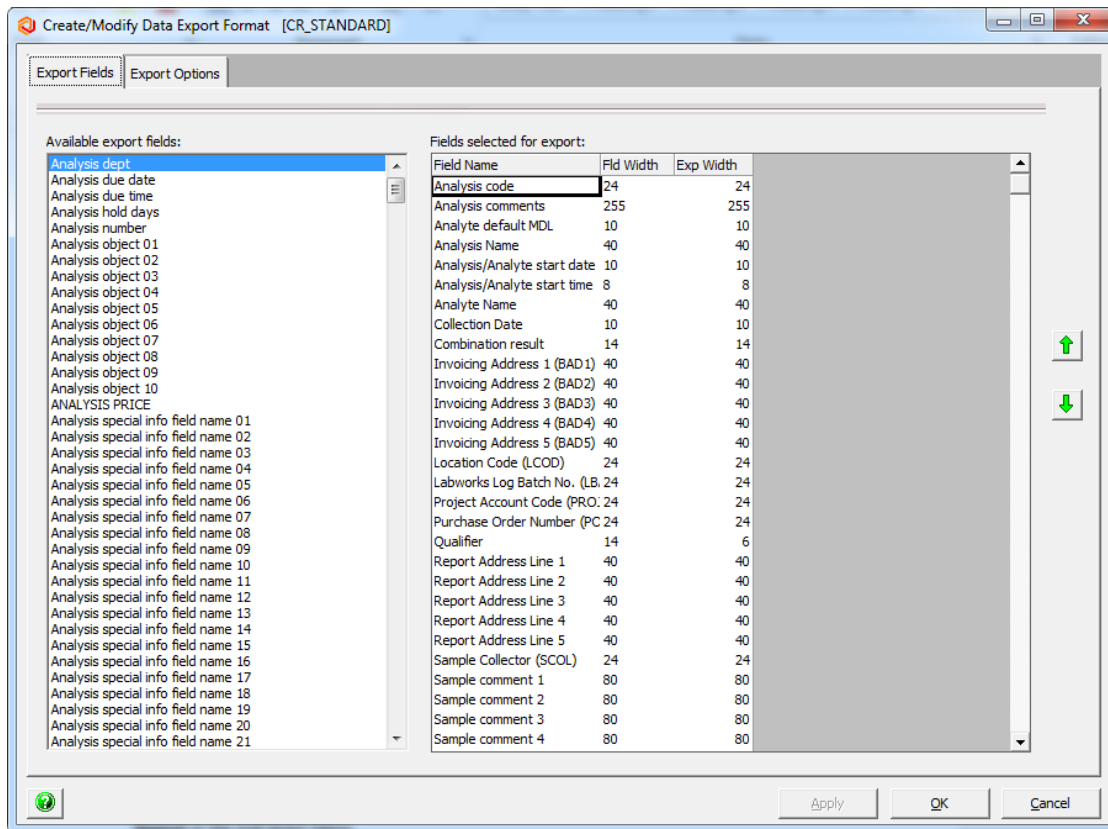 Create/Modify Data Export Format [CR_STANDARD]
Export Fields
Export Options
Available export fields:
Analysis dept
Analysis due date
Analysis due time
Analysis hold days
Analysis number
Analysis object 01
Analysis object 02
Analysis object 03
Analysis object 04
Analysis object 05
Analysis object 06
Analysis object 07
Analysis object 08
Analysis object 09
Analysis object 10
ANALYSIS PRICE
Analysis special info field name 01
Analysis special info field name 02
Analysis special info field name 03
Analysis special info field name 04
Analysis special info field name 05
Analysis special info field name 06
Analysis special info field name 07
Analysis special info field name 08
Analysis special info field name 09
Analysis special info field name 10
Analysis special info field name 11
Analysis special info field name 12
Analysis special info field name 13
Analysis special info field name 14
Analysis special info field name 15
Analysis special info field name 16
Analysis special info field name 17
Analysis special info field name 18
Analysis special info field name 19
Analysis special info field name 20
Analysis special info field name 21
Fields selected for export:
Field Name Fld Width Exp Width
Analysis code 24 24
Analysis comments 255 255
Analyte default MDL 10 10
Analysis Name 40 40
Analysis/Analyte start date 10 10
Analysis/Analyte start time 8 8
Analyte Name 40 40
Collection Date 10 10
Combination result 14 14
Invoicing Address 1 (BAD1) 40 40
Invoicing Address 2 (BAD2) 40 40
Invoicing Address 3 (BAD3) 40 40
Invoicing Address 4 (BAD4) 40 40
Invoicing Address 5 (BAD5) 40 40
Location Code (LCOD) 24 24
Labworks Log Batch No. (LB. 24 24
Project Account Code (PRO. 24 24
Purchase Order Number (PC 24 24
Qualifier 14 6
Report Address Line 1 40 40
Report Address Line 2 40 40
Report Address Line 3 40 40
Report Address Line 4 40 40
Report Address Line 5 40 40
Sample Collector (SCOL) 24 24
Sample comment 1 80 80
Sample comment 2 80 80
Sample comment 3 80 80
Sample comment 4 80 80
Apply
OK
Cancel